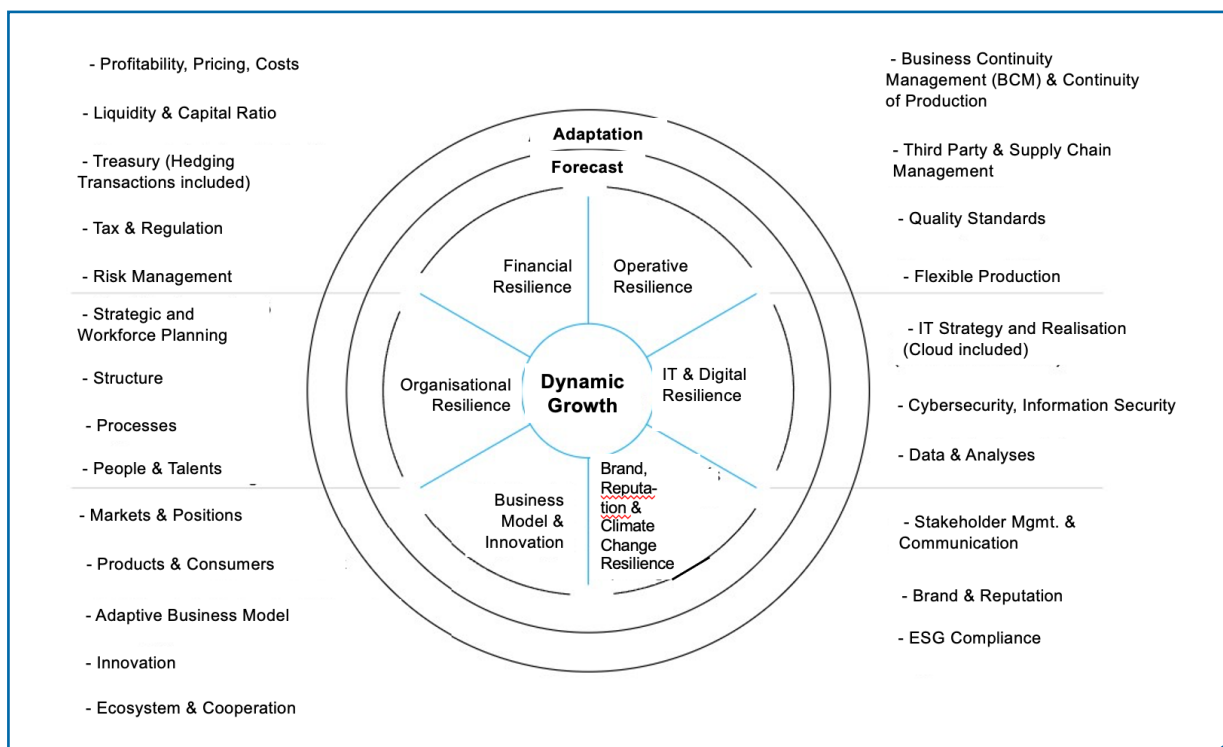 - Profitability, Pricing, Costs
- Liquidity & Capital Ratio
- Treasury (Hedging
Transactions included)
- Tax & Regulation
- Risk Management
- Strategic and
Workforce Planning
- Structure
- Processes
- People & Talents
- Markets & Positions
- Products & Consumers
- Adaptive Business Model
- Innovation
- Ecosystem & Cooperation
Adaptation
Forecast
Financial
Resilience
Operative
Resilience
Organisational
Resilience
Dynamic
Growth
IT & Digital
Resilience
Business
Model &
Innovation
Brand,
Reputa-
tion &
Climate
Change
Resilience
- Business Continuity
Management (BCM) & Continuity
of Production
- Third Party & Supply Chain
Management
- Quality Standards
- Flexible Production
- IT Strategy and Realisation
(Cloud included)
- Cybersecurity, Information Security
- Data & Analyses
- Stakeholder Mgmt. &
Communication
- Brand & Reputation
- ESG Compliance